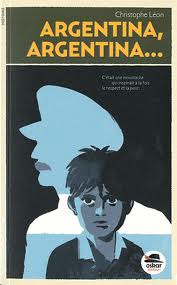 Christophe Léon
ARGENTINA,
ARGENTINA...
C'était une moustache
qui inspirait à la fois
le respect et la peur.
oskar